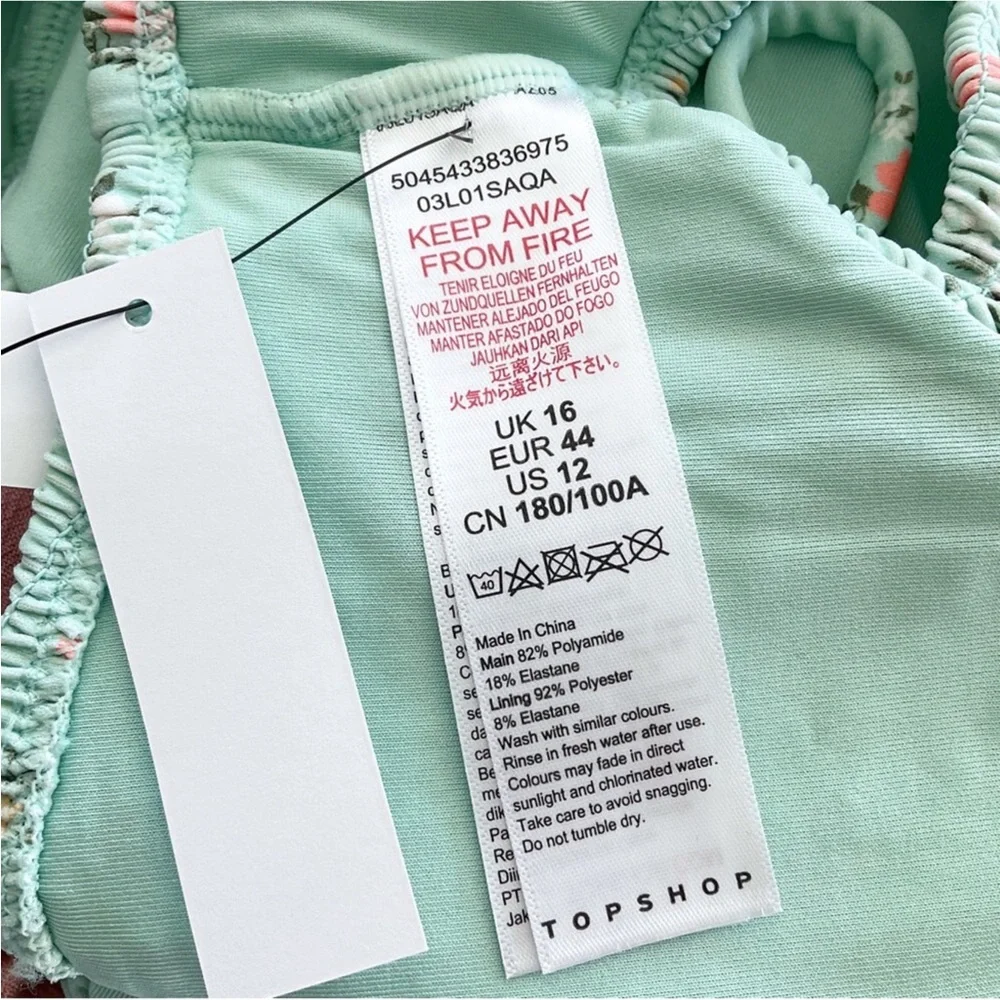 5045433836975
03L01SAQA
KEEP AWAY
FROM FIRE
TENIR ELOIGNE DU FEU
VON ZUNDQUELLEN FERNHALTEN
MANTENER ALEJADO DEL FEUGO
MANTER AFASTADO DO FOGO
JAUHKAN DARI API
远离火源
火気から遠ざけて下さい。
UK 16
EUR 44
US 12
CN 180/100A
40
Made In China
Main 82% Polyamide
18% Elastane
Lining 92% Polyester
8% Elastane
Wash with similar colours.
Rinse in fresh water after use.
Colours may fade in direct
sunlight and chlorinated water.
Take care to avoid snagging.
Do not tumble dry.
TOPSHOP